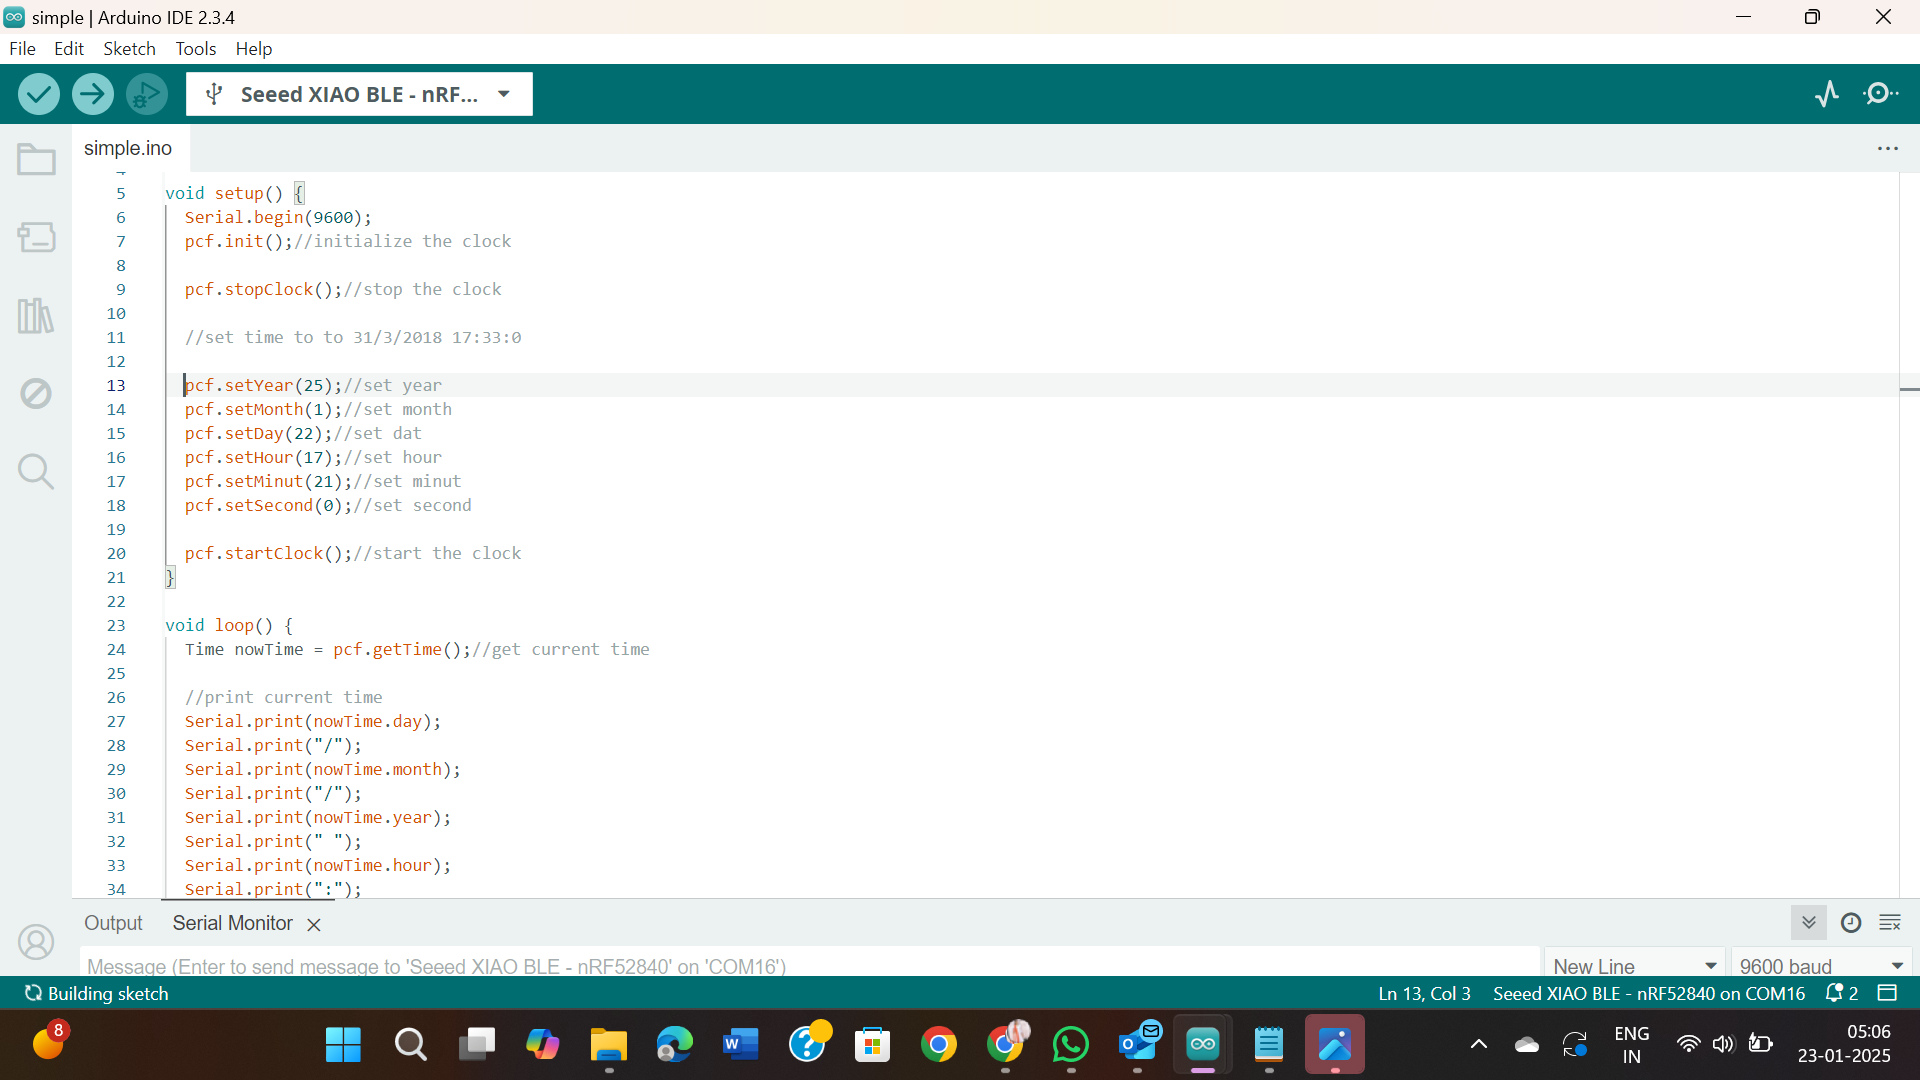 simple | Arduino IDE 2.3.4
File Edit Sketch Tools Help
Seeed XIAO BLE - nRF...
simple.ino
5 void setup() {
6 Serial.begin(9600);
7 pcf.init();//initialize the clock
8
9 pcf.stopClock();//stop the clock
10
11 //set time to to 31/3/2018 17:33:0
12
13 pcf.setYear(25);//set year
14 pcf.setMonth(1);//set month
15 pcf.setDay(22);//set dat
16 pcf.setHour(17);//set hour
17 pcf.setMinut(21);//set minut
18 pcf.setSecond(0);//set second
19
20 pcf.startClock();//start the clock
21 }
22
23 void loop() {
24 Time nowTime = pcf.getTime();//get current time
25
26 //print current time
27 Serial.print(nowTime.day);
28 Serial.print("/");
29 Serial.print(nowTime.month);
30 Serial.print("/");
31 Serial.print(nowTime.year);
32 Serial.print(" ");
33 Serial.print(nowTime.hour);
34 Serial.print(":");
Output Serial Monitor
Message (Enter to send message to 'Seeed XIAO BLE - nRF52840' on 'COM16') New Line 9600 baud
Building sketch Ln 13, Col 3 Seeed XIAO BLE - nRF52840 on COM16 2
8 ENG 05:06
IN 23-01-2025